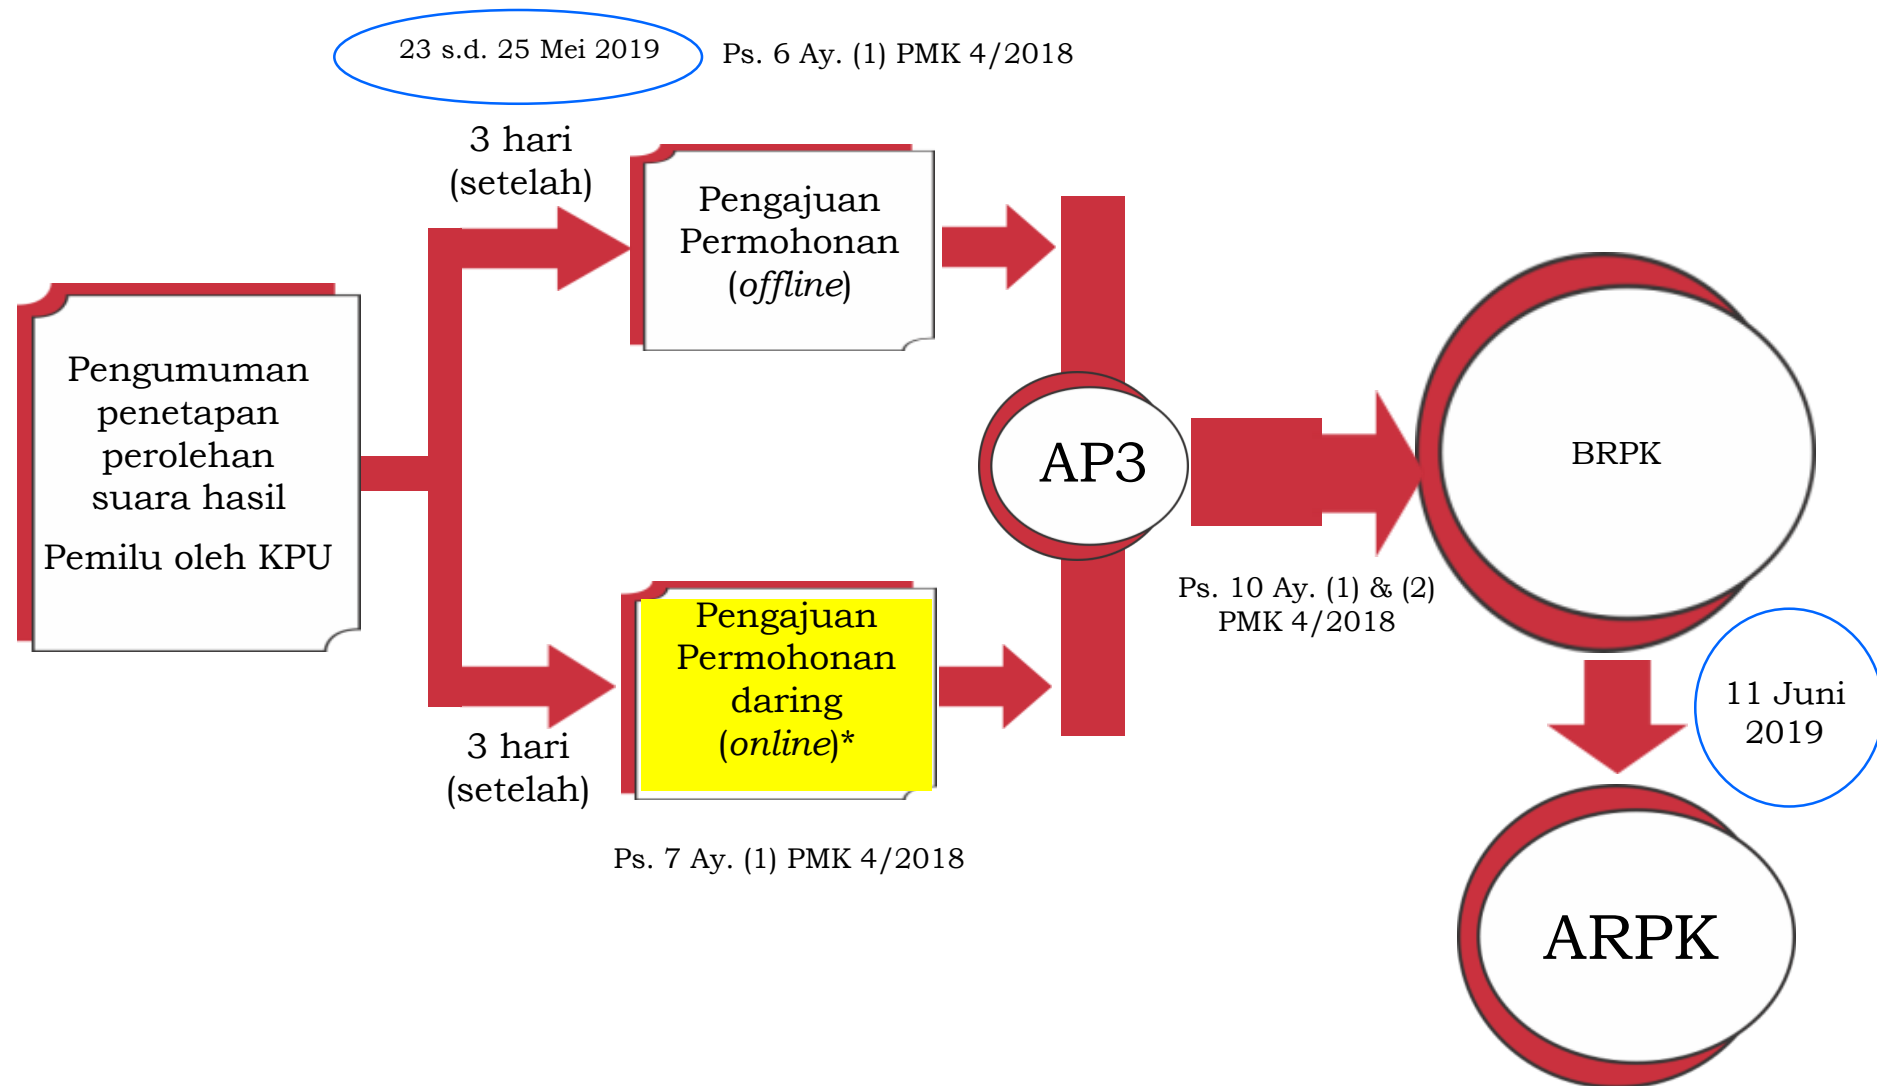 23 s.d. 25 Mei 2019
Ps. 6 Ay. (1) PMK 4/2018
3 hari
(setelah)
Pengajuan
Permohonan
(offline)
Pengumuman
penetapan
perolehan
suara hasil
Pemilu oleh KPU
AP3
BRPK
Ps. 10 Ay. (1) & (2)
PMK 4/2018
Pengajuan
Permohonan
daring
(online)*
3 hari
(setelah)
Ps. 7 Ay. (1) PMK 4/2018
11 Juni
2019
ARPK